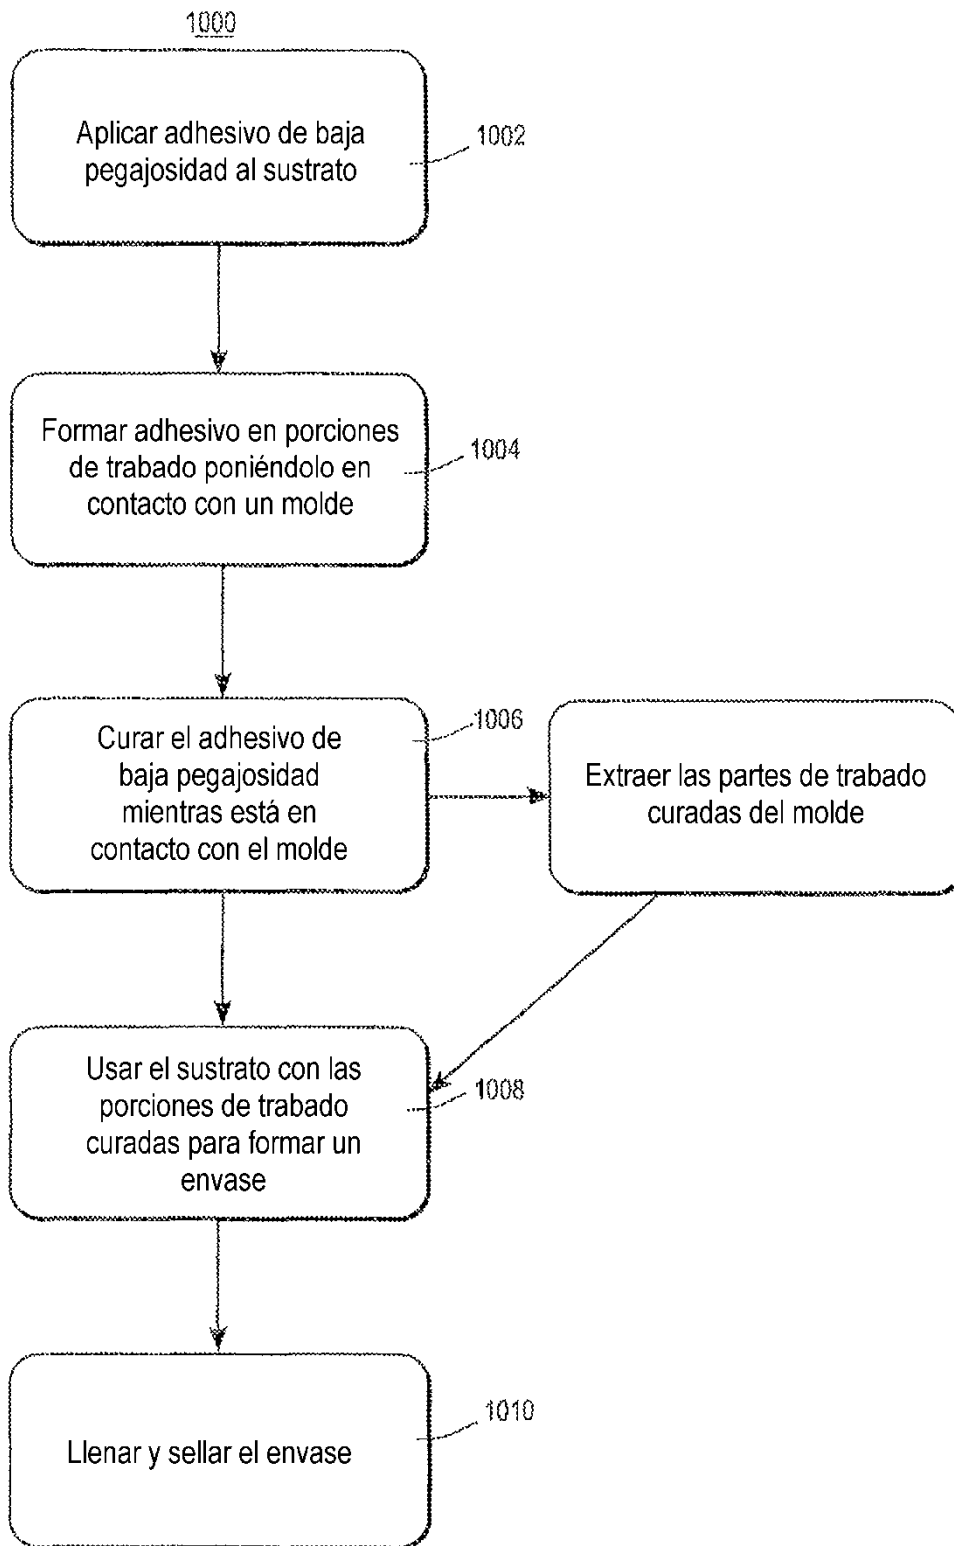 1000
Aplicar adhesivo de baja
pegajosidad al sustrato
1002
Formar adhesivo en porciones
de trabado poniéndolo en
contacto con un molde
1004
Curar el adhesivo de
baja pegajosidad
mientras está en
contacto con el molde
1006
Extraer las partes de trabado
curadas del molde
Usar el sustrato con las
porciones de trabado
curadas para formar un
envase
1008
Llenar y sellar el envase
1010